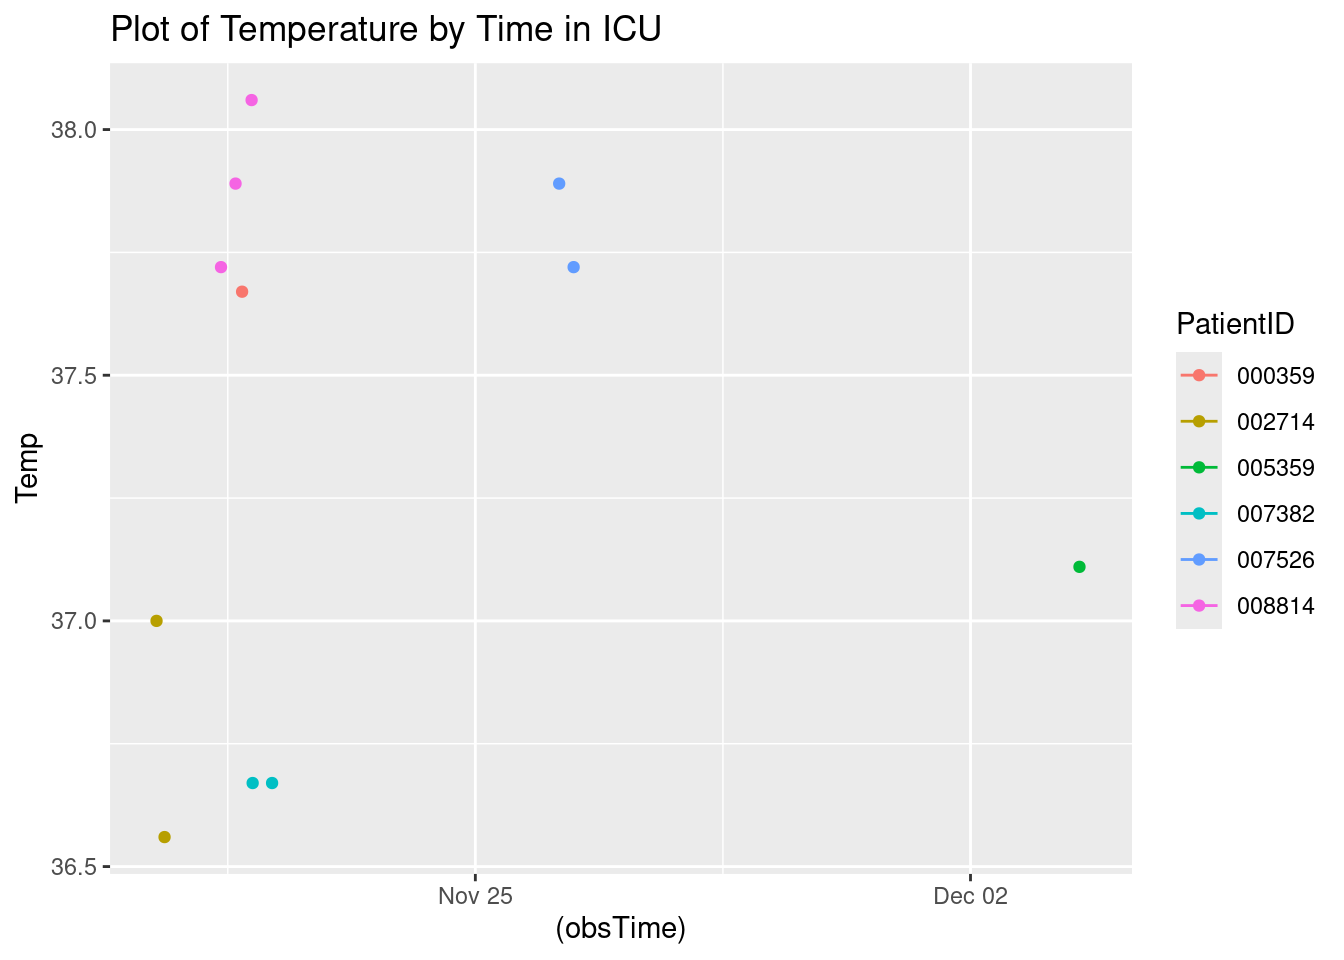 Plot of Temperature by Time in ICU
38.0
37.5
37.0
36.5
Temp
Nov 25
Dec 02
(obsTime)
PatientID
000359
002714
005359
007382
007526
008814